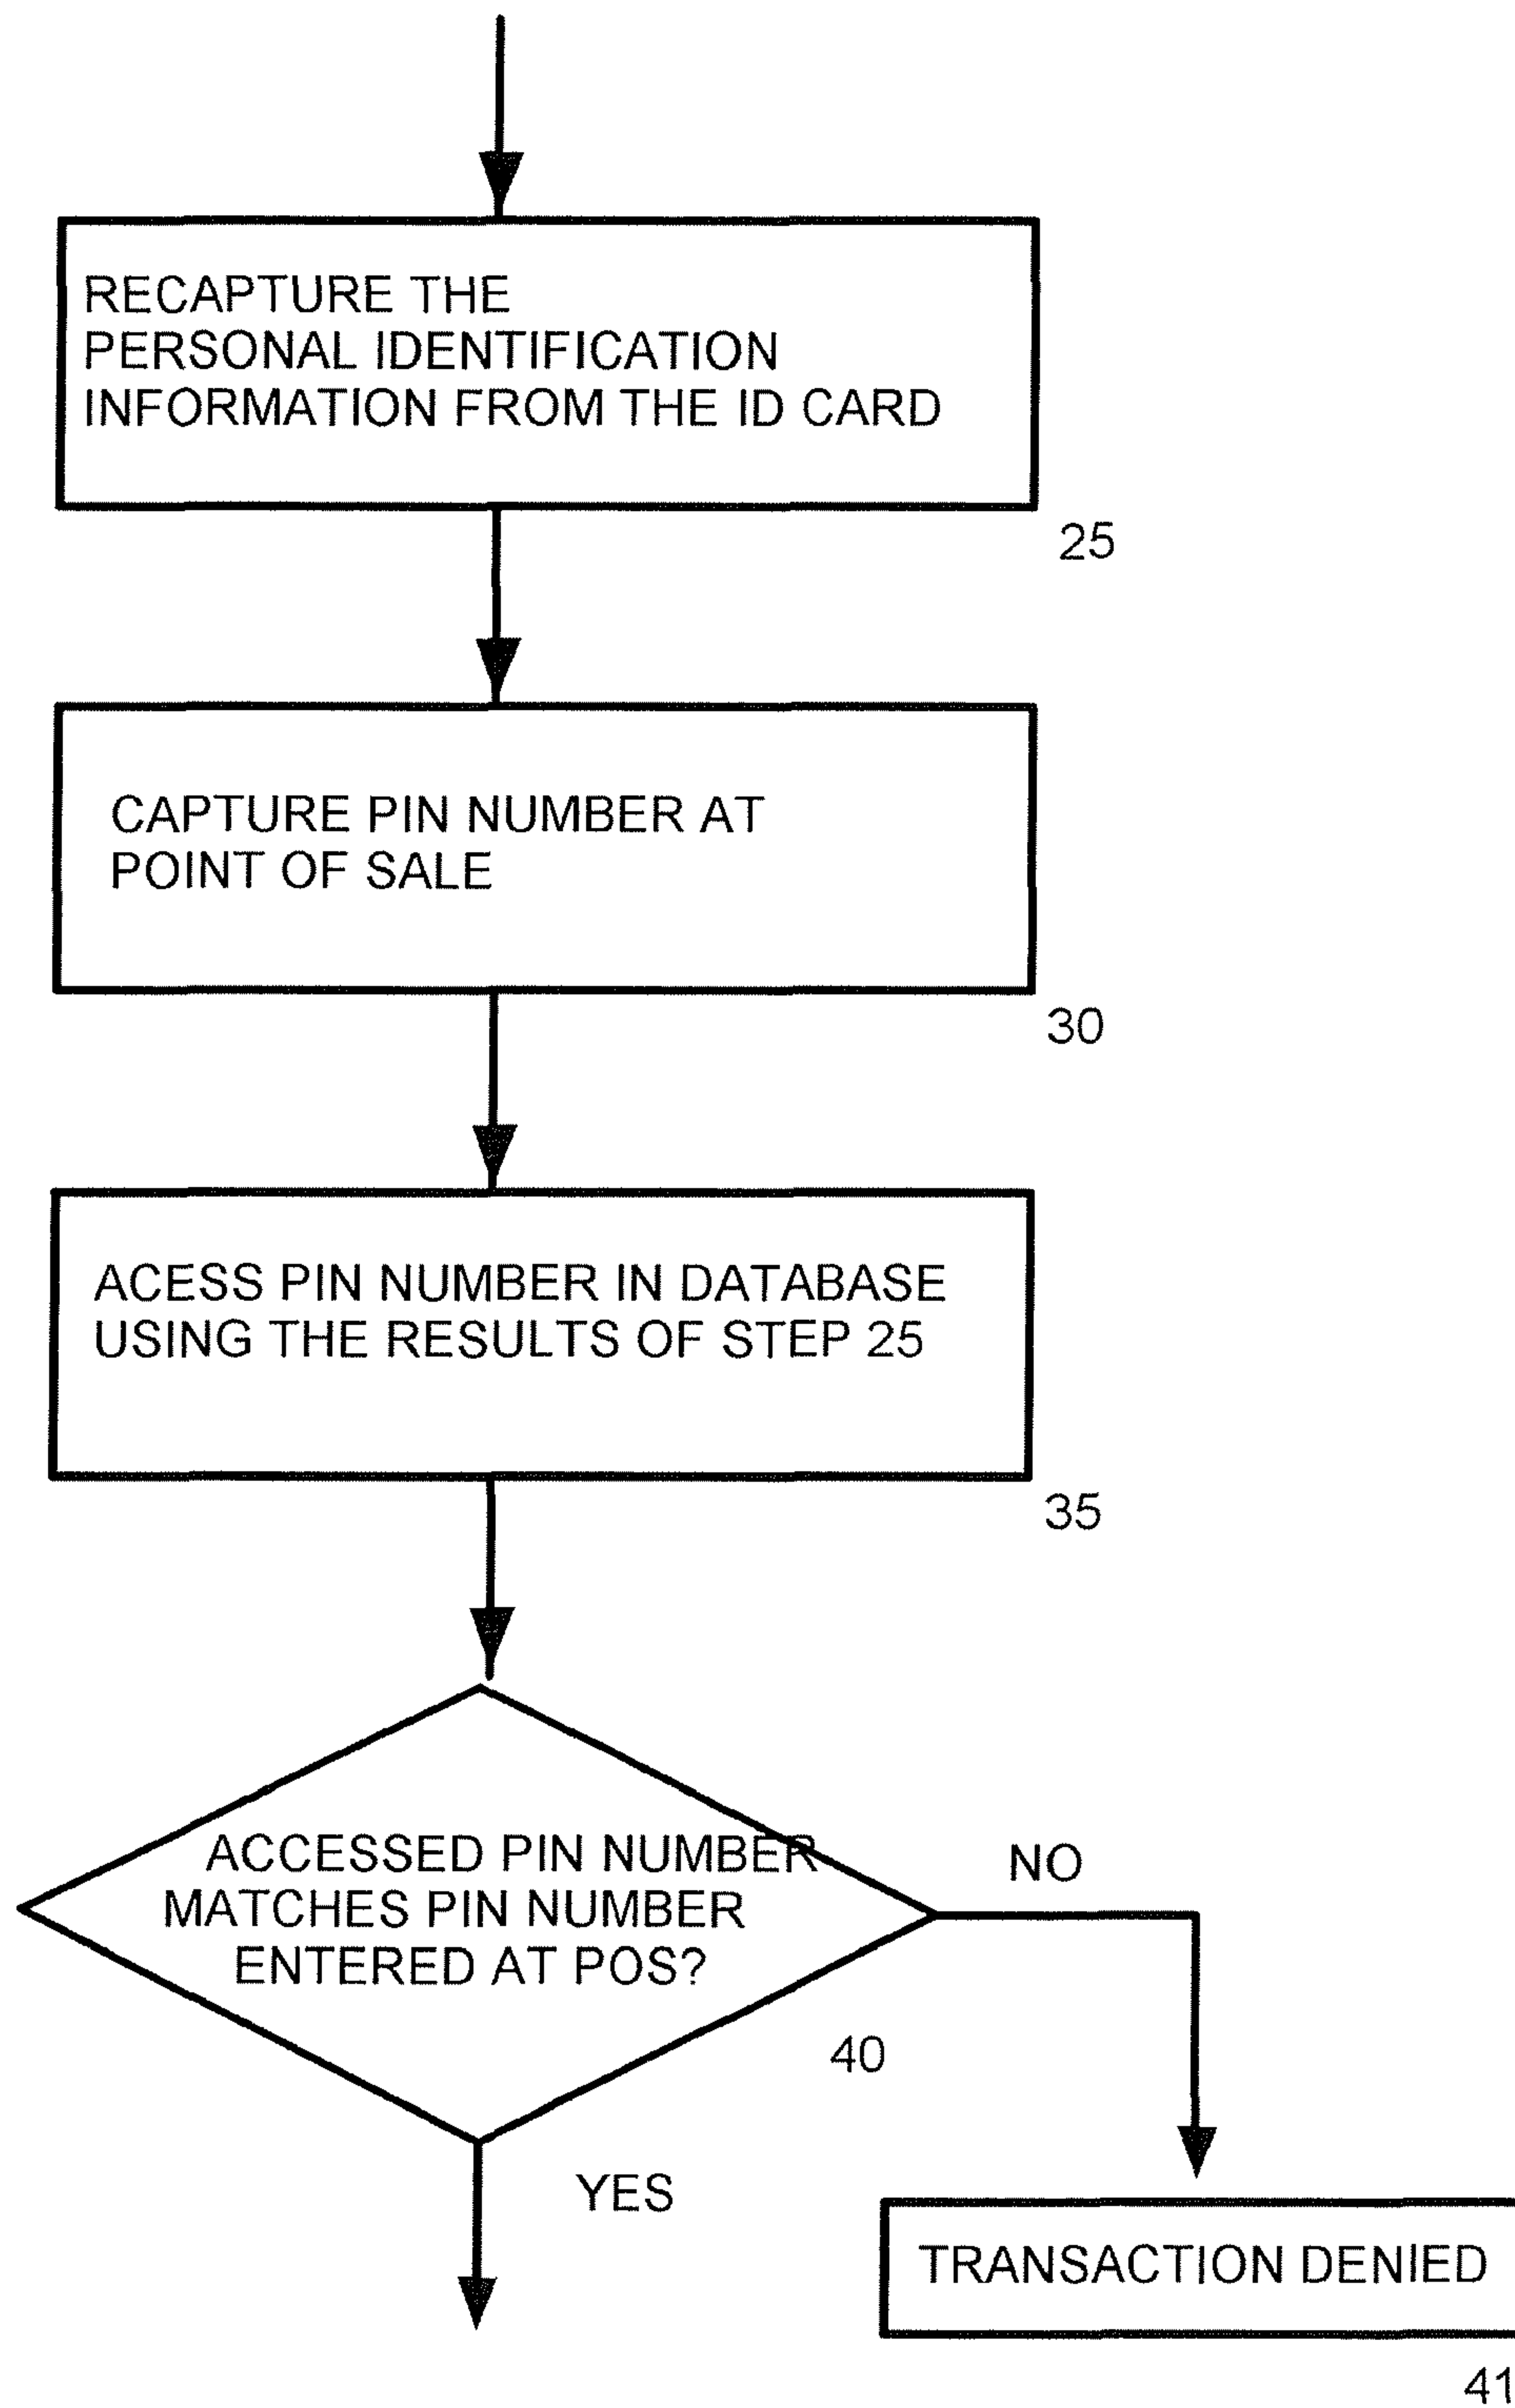 RECAPTURE THE
PERSONAL IDENTIFICATION
INFORMATION FROM THE ID CARD
25
CAPTURE PIN NUMBER AT
POINT OF SALE
30
ACESS PIN NUMBER IN DATABASE
USING THE RESULTS OF STEP 25
35
ACCESSED PIN NUMBER
MATCHES PIN NUMBER
ENTERED AT POS?
NO
40
YES
TRANSACTION DENIED
41